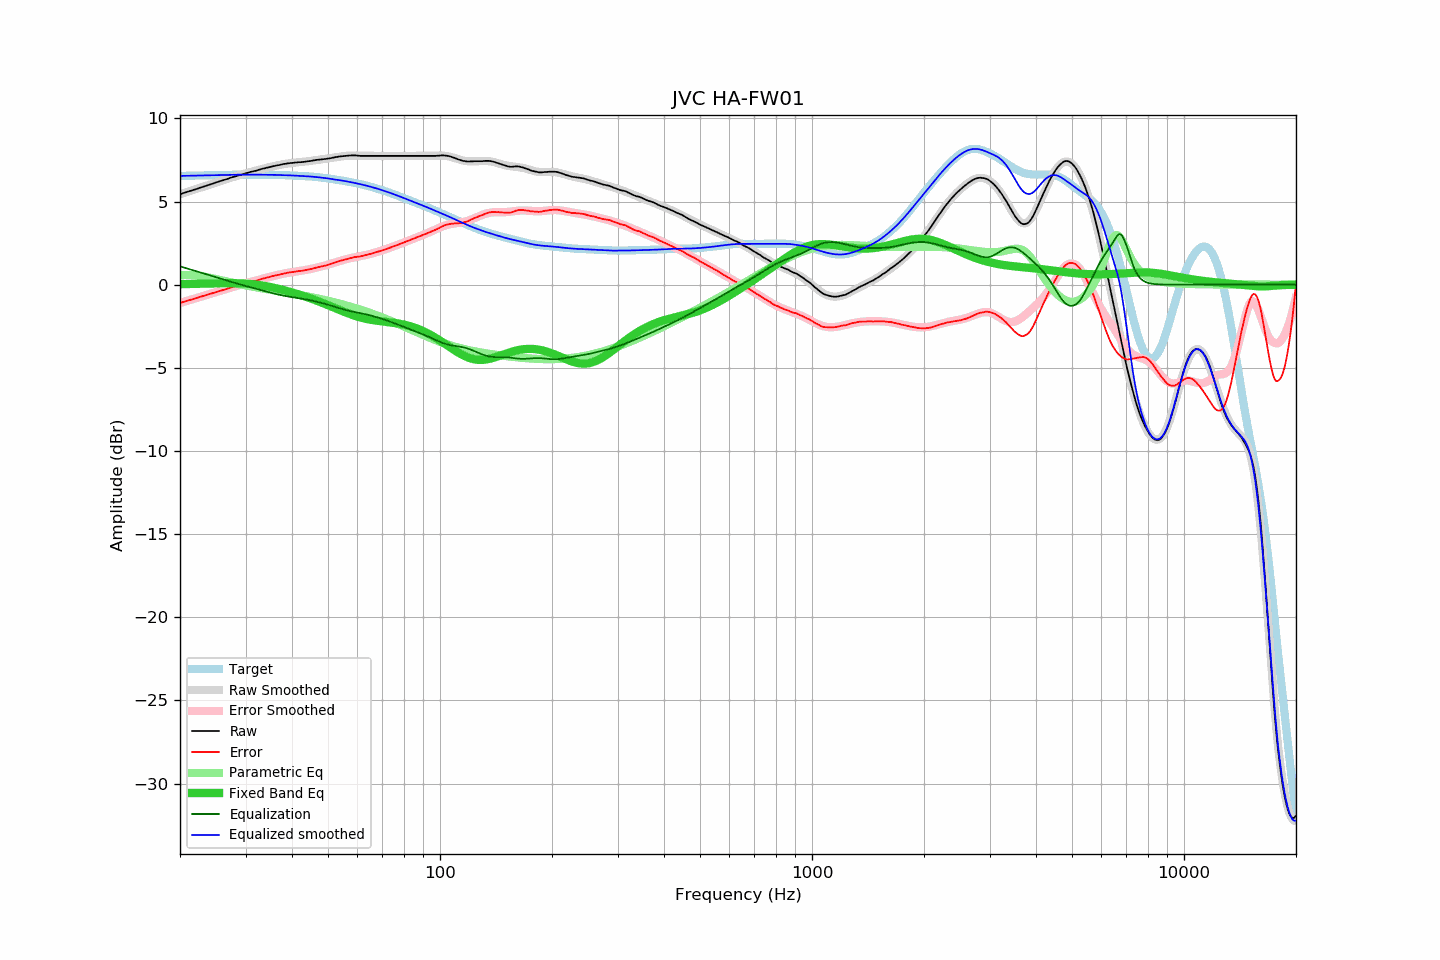 JVC HA-FW01
10
5
0
−5
−10
−15
−20
−25
−30
Amplitude (dBr)
Target
Raw Smoothed
Error Smoothed
Raw
Error
Parametric Eq
Fixed Band Eq
Equalization
Equalized smoothed
100
1000
10000
Frequency (Hz)